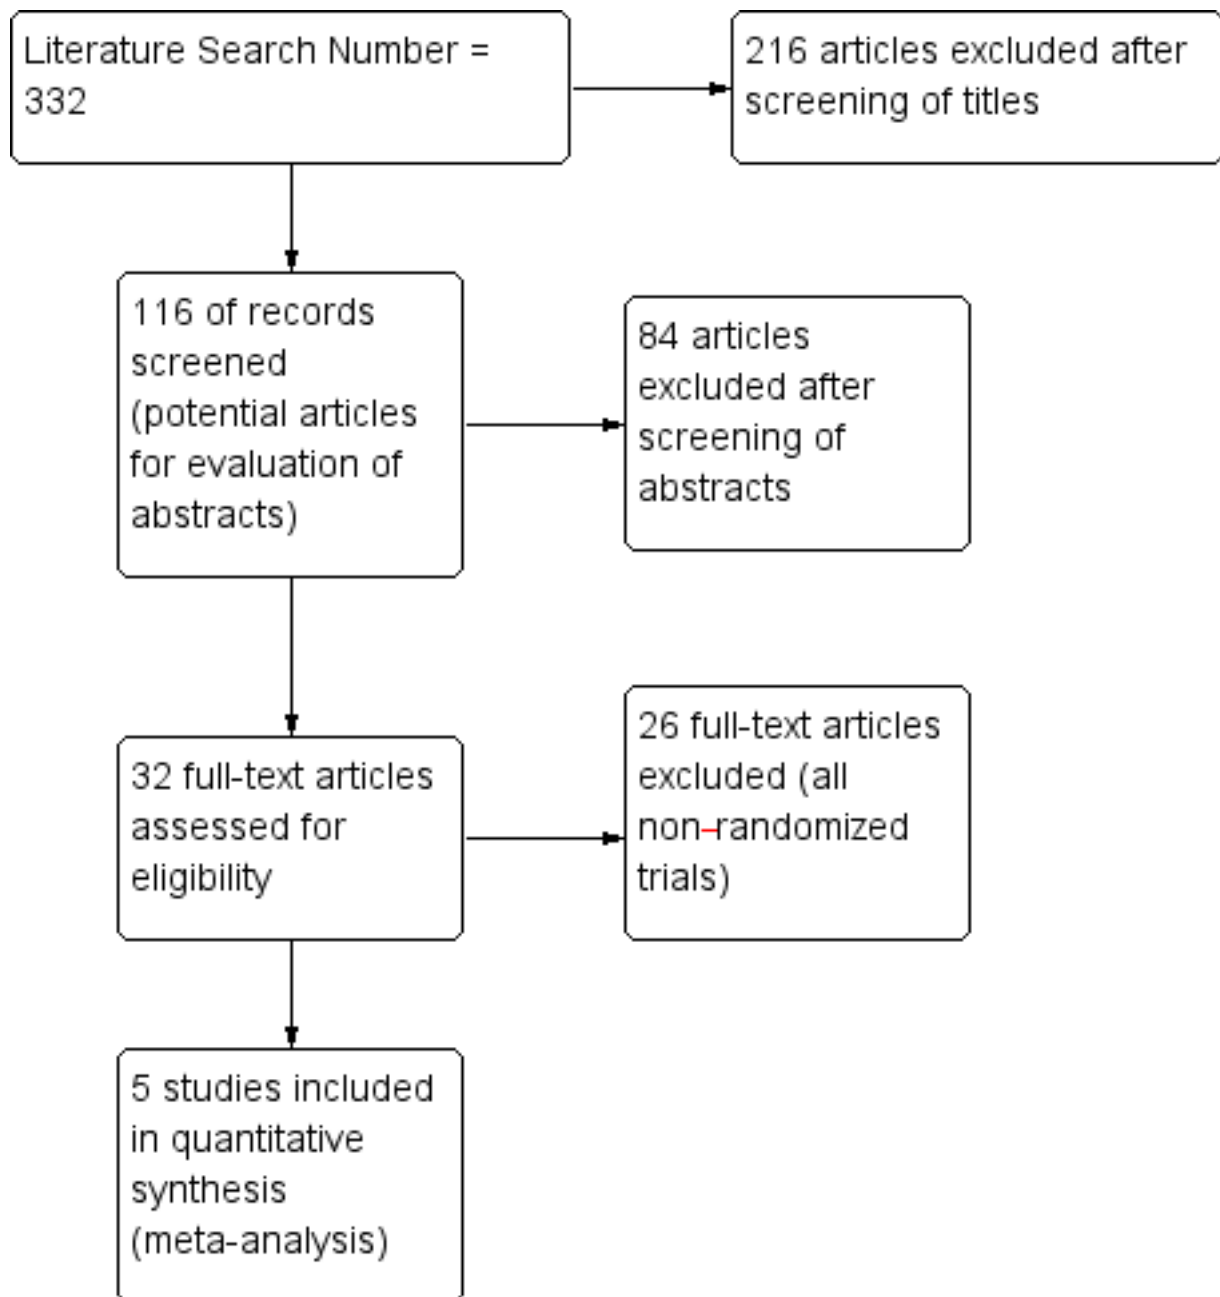 Literature Search Number =
332
216 articles excluded after
screening of titles
116 of records
screened
(potential articles
for evaluation of
abstracts)
84 articles
excluded after
screening of
abstracts
32 full-text articles
assessed for
eligibility
26 full-text articles
excluded (all
non-randomized
trials)
5 studies included
in quantitative
synthesis
(meta-analysis)